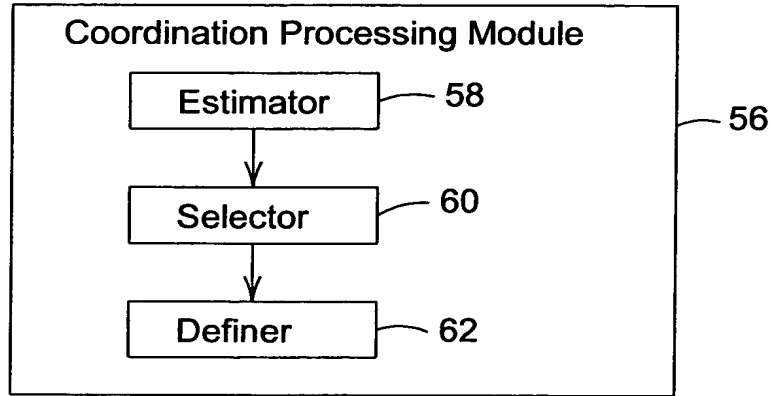 Coordination Processing Module
Estimator
58
56
Selector
60
Definer
62